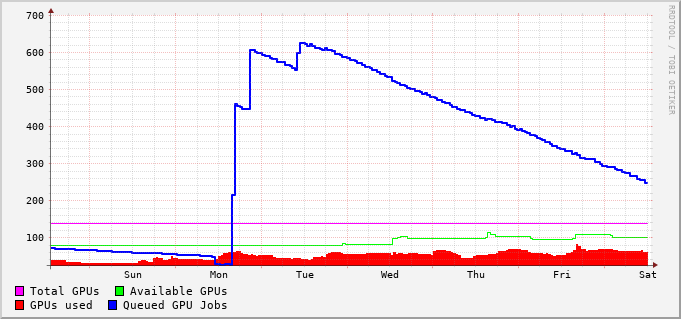 700
600
500
400
300
200
100
Sun Mon Tue Wed Thu Fri Sat
RRDTOOL / TOBI OETIKER
Total GPUs Available GPUs
GPUs used Queued GPU Jobs